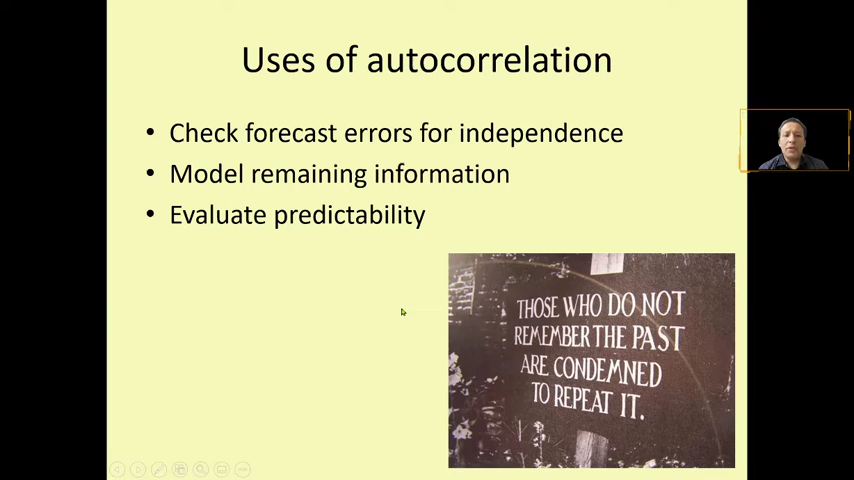 Uses of autocorrelation
• Check forecast errors for independence
• Model remaining information
• Evaluate predictability
THOSE WHO DO NOT
REMEMBER THE PAST
ARE CONDEMNED
TO REPEAT IT.